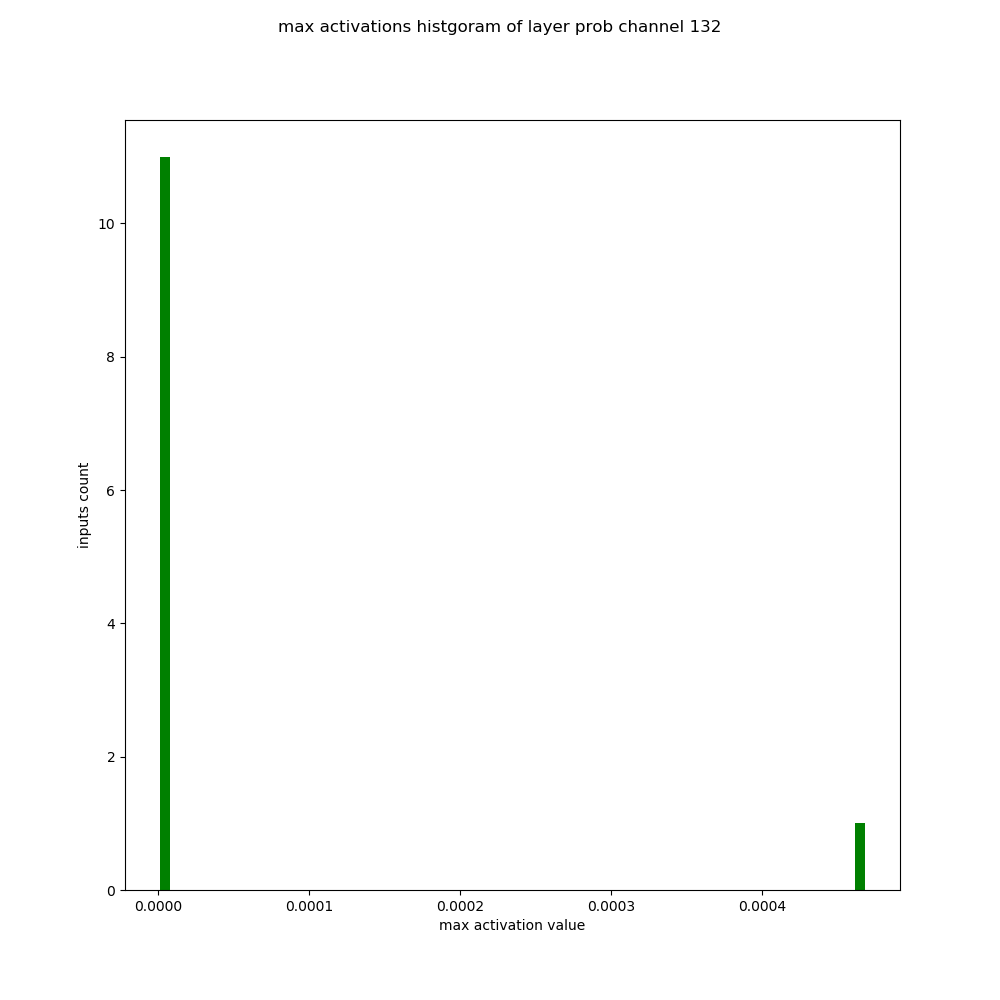 max activations histgoram of layer prob channel 132
10
8
6
4
2
0
inputs count
0.0000 0.0001 0.0002 0.0003 0.0004
max activation value